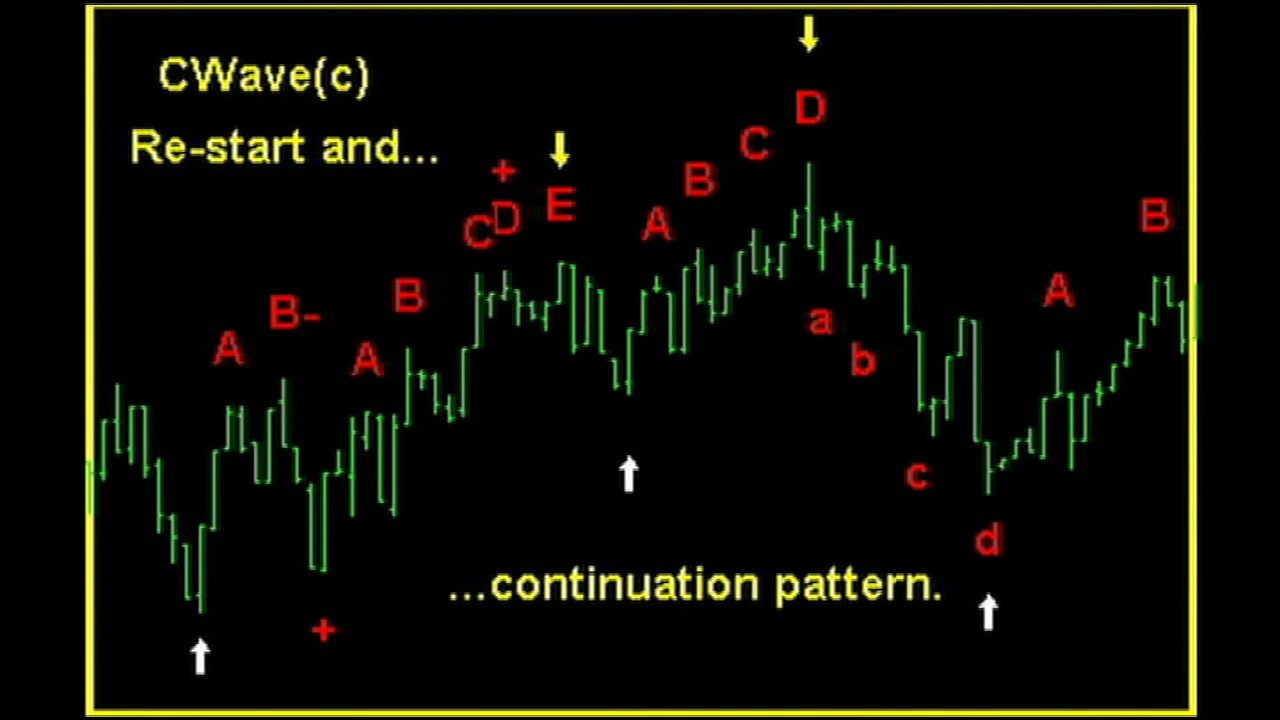 CWave(c)
Re-start and...
D
C
B
+
C D E
A
B
B
A
B-
A
A
B
a
b
c
d
...continuation pattern.
+